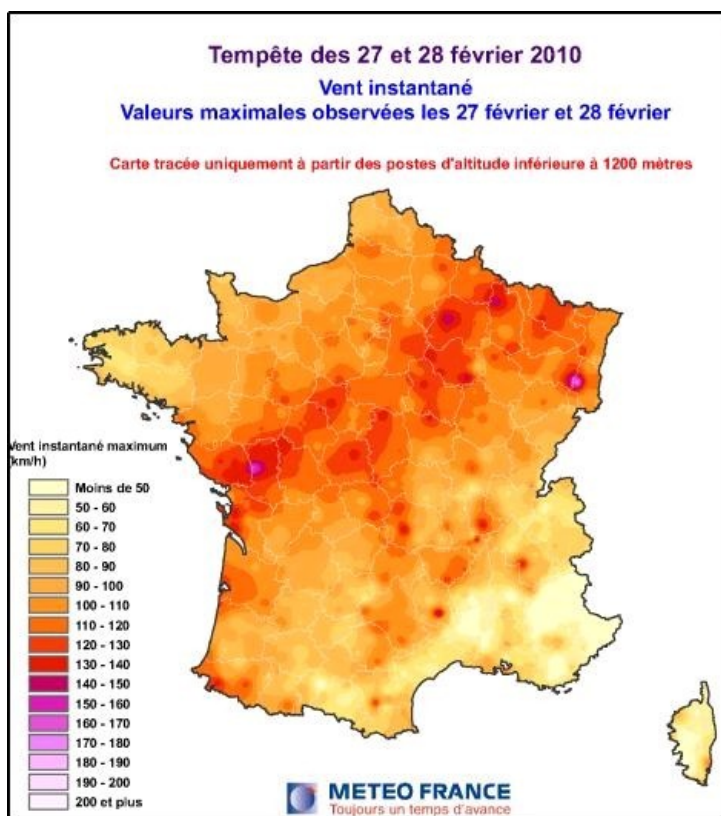 Tempête des 27 et 28 février 2010
Vent instantané
Valeurs maximales observées les 27 février et 28 février
Carte tracée uniquement à partir des postes d'altitude inférieure à 1200 mètres
Vent instantané maximum
(km/h)
Moins de 50
50 - 60
60 - 70
70 - 80
80 - 90
90 - 100
100 - 110
110 - 120
120 - 130
130 - 140
140 - 150
150 - 160
160 - 170
170 - 180
180 - 190
190 - 200
200 et plus
METEO FRANCE
Toujours un temps d'avance